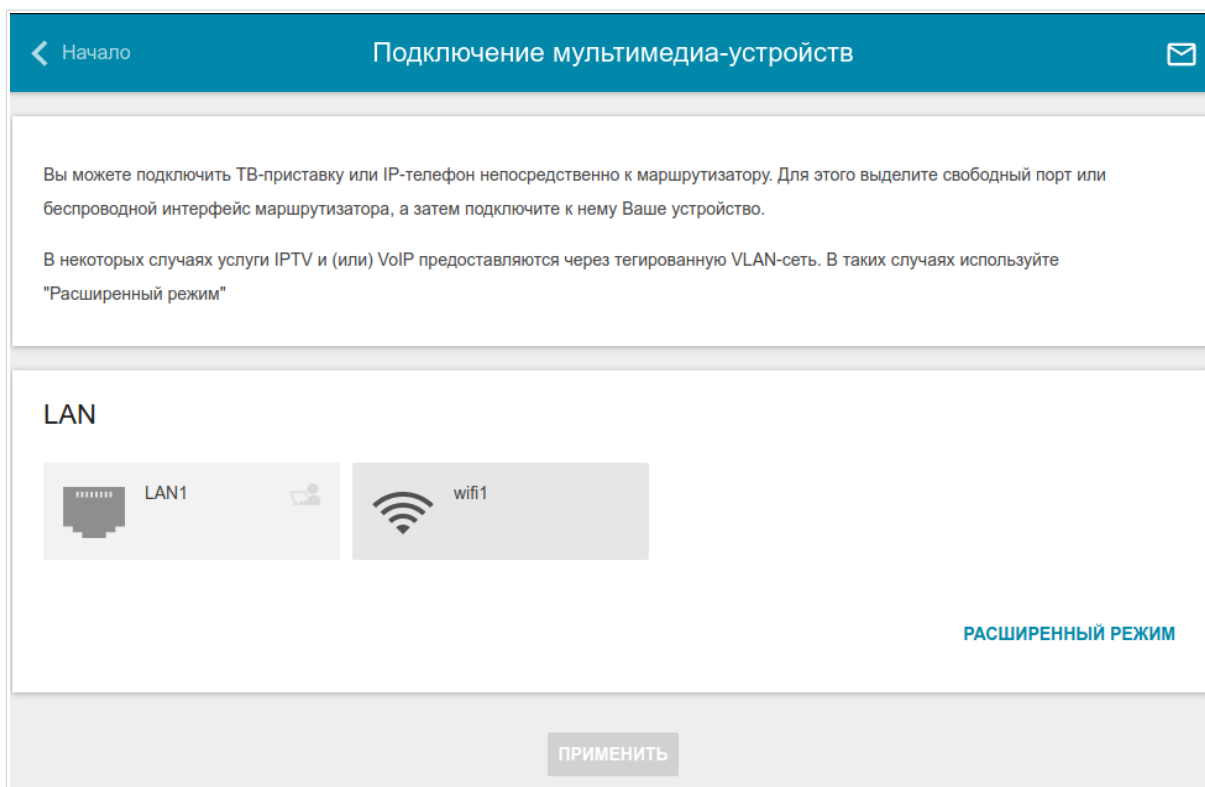 Начало
Подключение мультимедиа-устройств
Вы можете подключить ТВ-приставку или IP-телефон непосредственно к маршрутизатору. Для этого выделите свободный порт или
беспроводной интерфейс маршрутизатора, а затем подключите к нему Ваше устройство.
В некоторых случаях услуги IPTV и (или) VoIP предоставляются через тегированную VLAN-сеть. В таких случаях используйте
"Расширенный режим"
LAN
LAN1
wifi1
РАСШИРЕННЫЙ РЕЖИМ
ПРИМЕНИТЬ